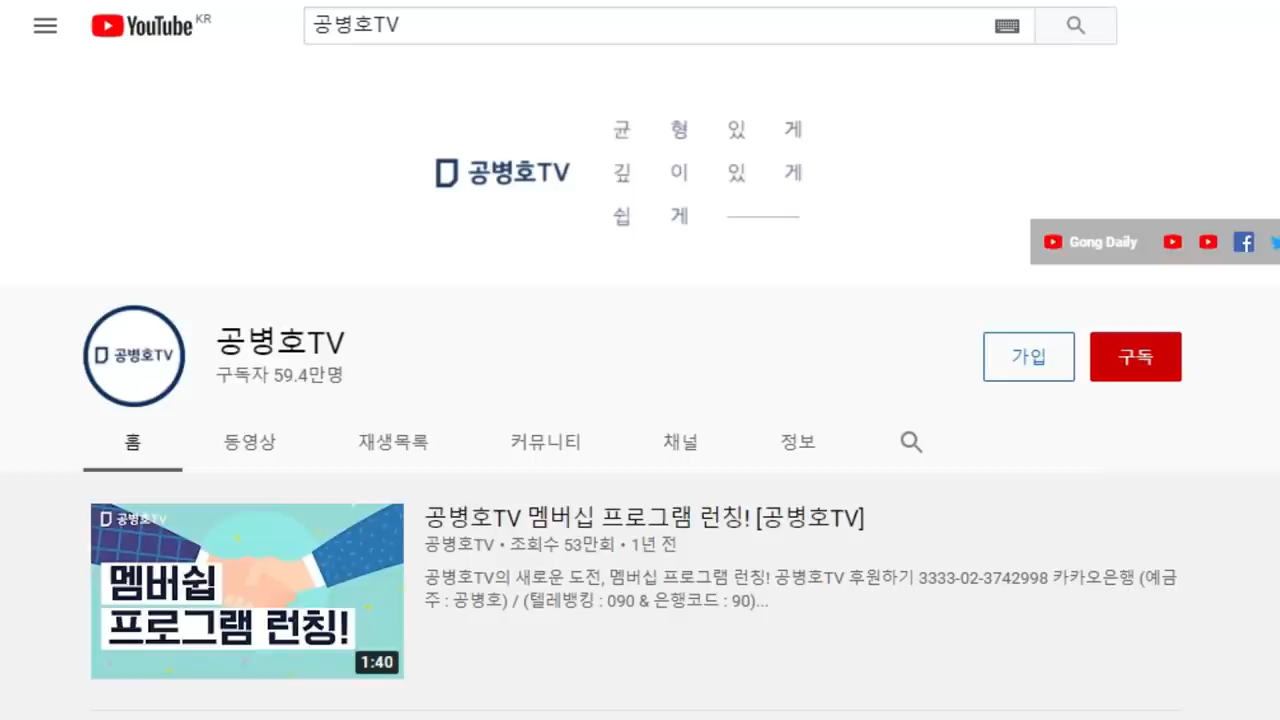 YouTube KR
공병호TV
균 형 있 게
공병호TV
깊 이 있 게
쉽 게
Gong Daily
공병호TV
공병호TV
구독자 59.4만명
가입
구독
홈 동영상 재생목록 커뮤니티 채널 정보
공병호TV
멤버쉽
프로그램 런칭!
1:40
공병호TV 멤버십 프로그램 런칭! [공병호TV]
공병호TV • 조회수 53만회 • 1년 전
공병호TV의 새로운 도전, 멤버십 프로그램 런칭! 공병호TV 후원하기 3333-02-3742998 카카오은행 (예금
주 : 공병호) / (텔레뱅킹 : 090 & 은행코드 : 90)...